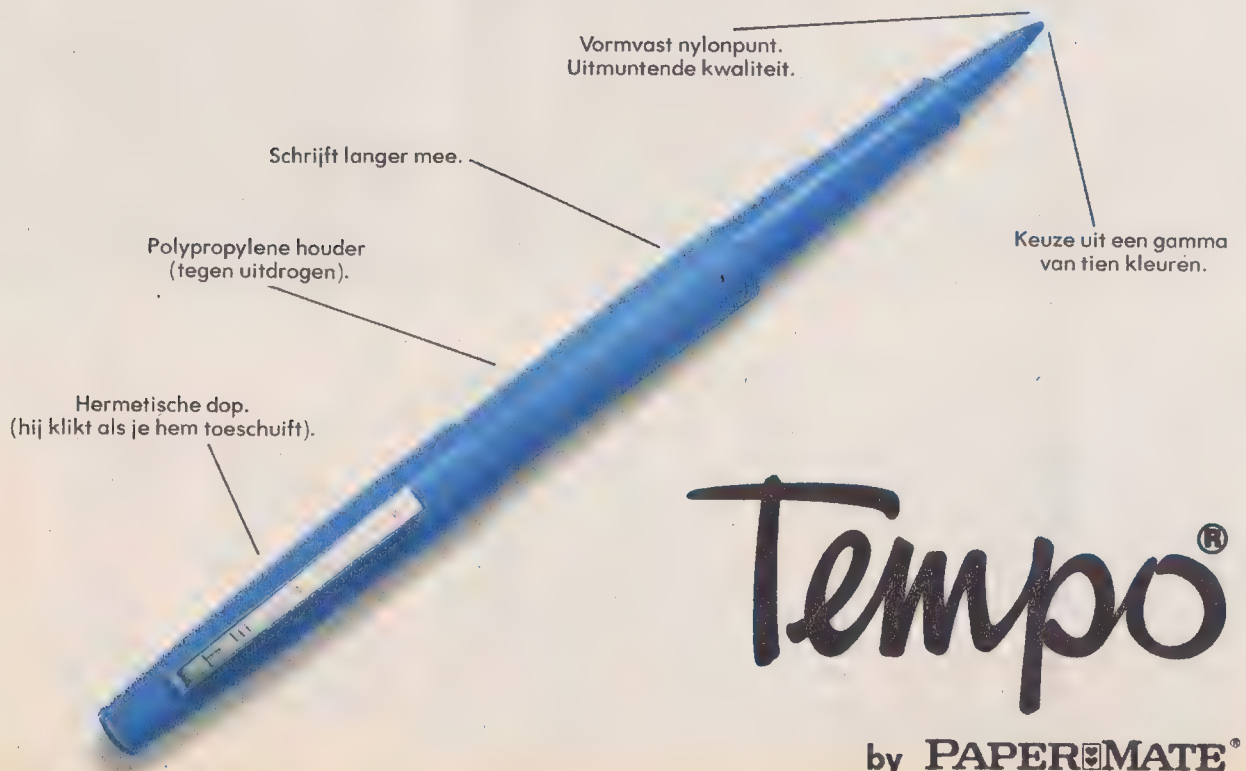 Vormvast nylonpunt.
Uitmuntende kwaliteit.
Schrijft langer mee.
Polypropylene houder
(tegen uitdrogen).
Keuze uit een gamma
van tien kleuren.
Hermetische dop.
(hij klikt als je hem toeschuift).
Tempo®
by PAPER MATE®